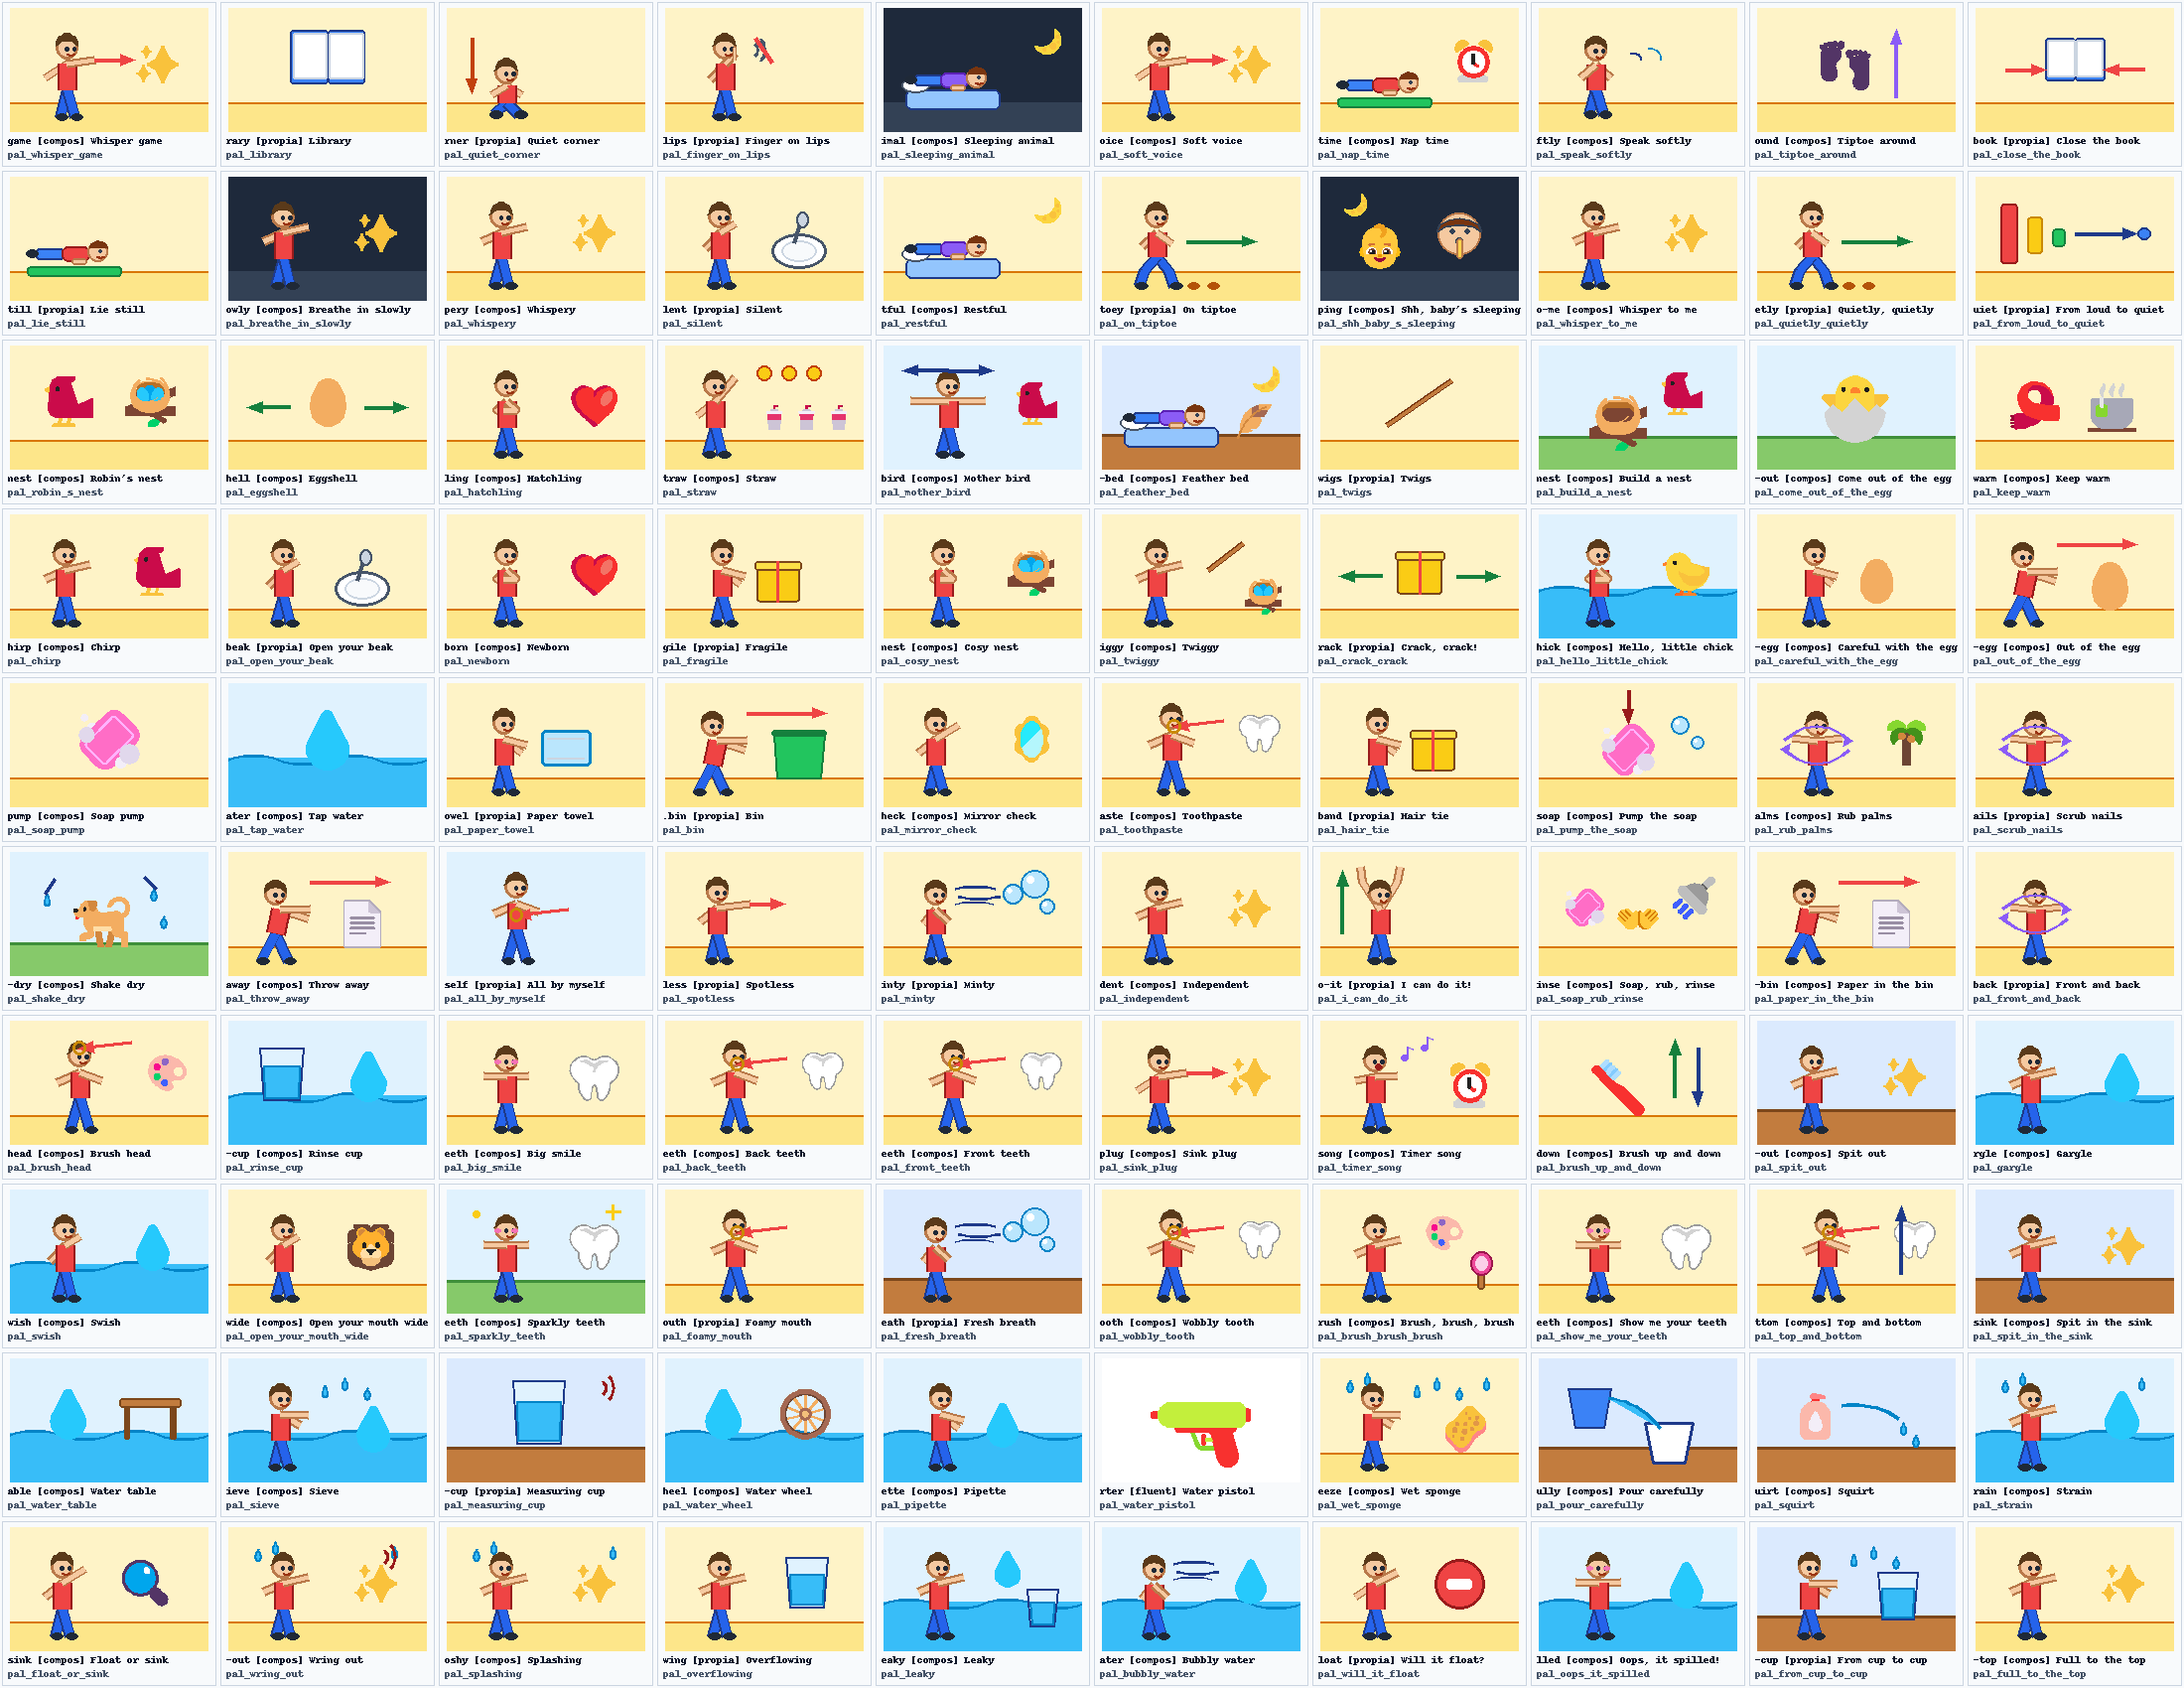 game [compos] Whisper game
pal_whisper_game
rary [propia] Library
pal_library
rner [propia] Quiet corner
pal_quiet_corner
lips [propia] Finger on lips
pal_finger_on_lips
imal [compos] Sleeping animal
pal_sleeping_animal
oice [compos] Soft voice
pal_soft_voice
time [compos] Nap time
pal_nap_time
ftly [compos] Speak softly
pal_speak_softly
ound [compos] Tiptoe around
pal_tiptoe_around
book [propia] Close the book
pal_close_the_book
till [propia] Lie still
pal_lie_still
owly [compos] Breathe in slowly
pal_breathe_in_slowly
pery [compos] Whispery
pal_whispery
lent [propia] Silent
pal_silent
tful [compos] Restful
pal_restful
toey [propia] On tiptoe
pal_on_tiptoe
ping [compos] Shh, baby's sleeping
pal_shh_baby_s_sleeping
o-me [compos] Whisper to me
pal_whisper_to_me
etly [propia] Quietly, quietly
pal_quietly_quietly
uiet [propia] From loud to quiet
pal_from_loud_to_quiet
nest [compos] Robin's nest
pal_robin_s_nest
hell [compos] Eggshell
pal_eggshell
ling [compos] Hatchling
pal_hatchling
traw [compos] Straw
pal_straw
bird [compos] Mother bird
pal_mother_bird
-bed [compos] Feather bed
pal_feather_bed
wigs [propia] Twigs
pal_twigs
nest [compos] Build a nest
pal_build_a_nest
-out [compos] Come out of the egg
pal_come_out_of_the_egg
warm [compos] Keep warm
pal_keep_warm
hirp [compos] Chirp
pal_chirp
beak [propia] Open your beak
pal_open_your_beak
born [compos] Newborn
pal_newborn
gile [propia] Fragile
pal_fragile
nest [compos] Cosy nest
pal_cosy_nest
iggy [compos] Twiggy
pal_twiggy
rack [propia] Crack, crack!
pal_crack_crack
hick [compos] Hello, little chick
pal_hello_little_chick
-egg [compos] Careful with the egg
pal_careful_with_the_egg
-egg [compos] Out of the egg
pal_out_of_the_egg
pump [compos] Soap pump
pal_soap_pump
ater [compos] Tap water
pal_tap_water
owel [propia] Paper towel
pal_paper_towel
.bin [propia] Bin
pal_bin
heck [compos] Mirror check
pal_mirror_check
aste [compos] Toothpaste
pal_toothpaste
band [propia] Hair tie
pal_hair_tie
soap [compos] Pump the soap
pal_pump_the_soap
alms [compos] Rub palms
pal_rub_palms
ails [propia] Scrub nails
pal_scrub_nails
-dry [compos] Shake dry
pal_shake_dry
away [compos] Throw away
pal_throw_away
self [propia] All by myself
pal_all_by_myself
less [propia] Spotless
pal_spotless
inty [compos] Minty
pal_minty
dent [compos] Independent
pal_independent
o-it [propia] I can do it!
pal_i_can_do_it
inse [compos] Soap, rub, rinse
pal_soap_rub_rinse
-bin [compos] Paper in the bin
pal_paper_in_the_bin
back [propia] Front and back
pal_front_and_back
head [compos] Brush head
pal_brush_head
-cup [compos] Rinse cup
pal_rinse_cup
eeth [compos] Big smile
pal_big_smile
eeth [compos] Back teeth
pal_back_teeth
eeth [compos] Front teeth
pal_front_teeth
plug [compos] Sink plug
pal_sink_plug
song [compos] Timer song
pal_timer_song
down [compos] Brush up and down
pal_brush_up_and_down
-out [compos] Spit out
pal_spit_out
rgle [compos] Gargle
pal_gargle
wish [compos] Swish
pal_swish
wide [compos] Open your mouth wide
pal_open_your_mouth_wide
eeth [compos] Sparkly teeth
pal_sparkly_teeth
outh [propia] Foamy mouth
pal_foamy_mouth
eath [propia] Fresh breath
pal_fresh_breath
ooth [compos] Wobbly tooth
pal_wobbly_tooth
rush [compos] Brush, brush, brush
pal_brush_brush_brush
eeth [compos] Show me your teeth
pal_show_me_your_teeth
ttom [compos] Top and bottom
pal_top_and_bottom
sink [compos] Spit in the sink
pal_spit_in_the_sink
able [compos] Water table
pal_water_table
ieve [compos] Sieve
pal_sieve
-cup [propia] Measuring cup
pal_measuring_cup
heel [compos] Water wheel
pal_water_wheel
ette [compos] Pipette
pal_pipette
rter [fluent] Water pistol
pal_water_pistol
eeze [compos] Wet sponge
pal_wet_sponge
ully [compos] Pour carefully
pal_pour_carefully
uirt [compos] Squirt
pal_squirt
rain [compos] Strain
pal_strain
sink [compos] Float or sink
pal_float_or_sink
-out [compos] Wring out
pal_wring_out
oshy [compos] Splashing
pal_splashing
wing [propia] Overflowing
pal_overflowing
eaky [compos] Leaky
pal_leaky
ater [compos] Bubbly water
pal_bubbly_water
loat [propia] Will it float?
pal_will_it_float
lled [compos] Oops, it spilled!
pal_oops_it_spilled
-cup [propia] From cup to cup
pal_from_cup_to_cup
-top [compos] Full to the top
pal_full_to_the_top